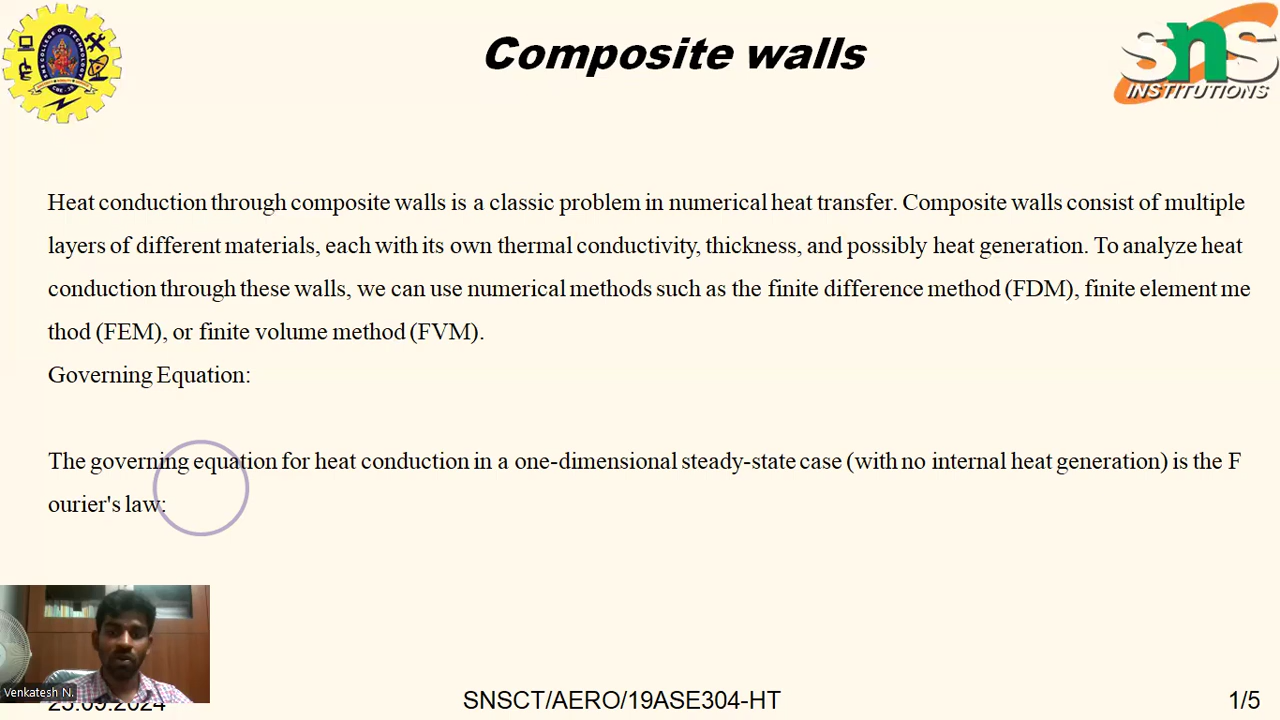 Composite walls
SNS
INSTITUTIONS
Heat conduction through composite walls is a classic problem in numerical heat transfer. Composite walls consist of multiple
layers of different materials, each with its own thermal conductivity, thickness, and possibly heat generation. To analyze heat
conduction through these walls, we can use numerical methods such as the finite difference method (FDM), finite element me
thod (FEM), or finite volume method (FVM).
Governing Equation:
The governing equation for heat conduction in a one-dimensional steady-state case (with no internal heat generation) is the F
ourier's law:
Venkatesh N.
23.09.2024
SNSCT/AERO/19ASE304-HT
1/5